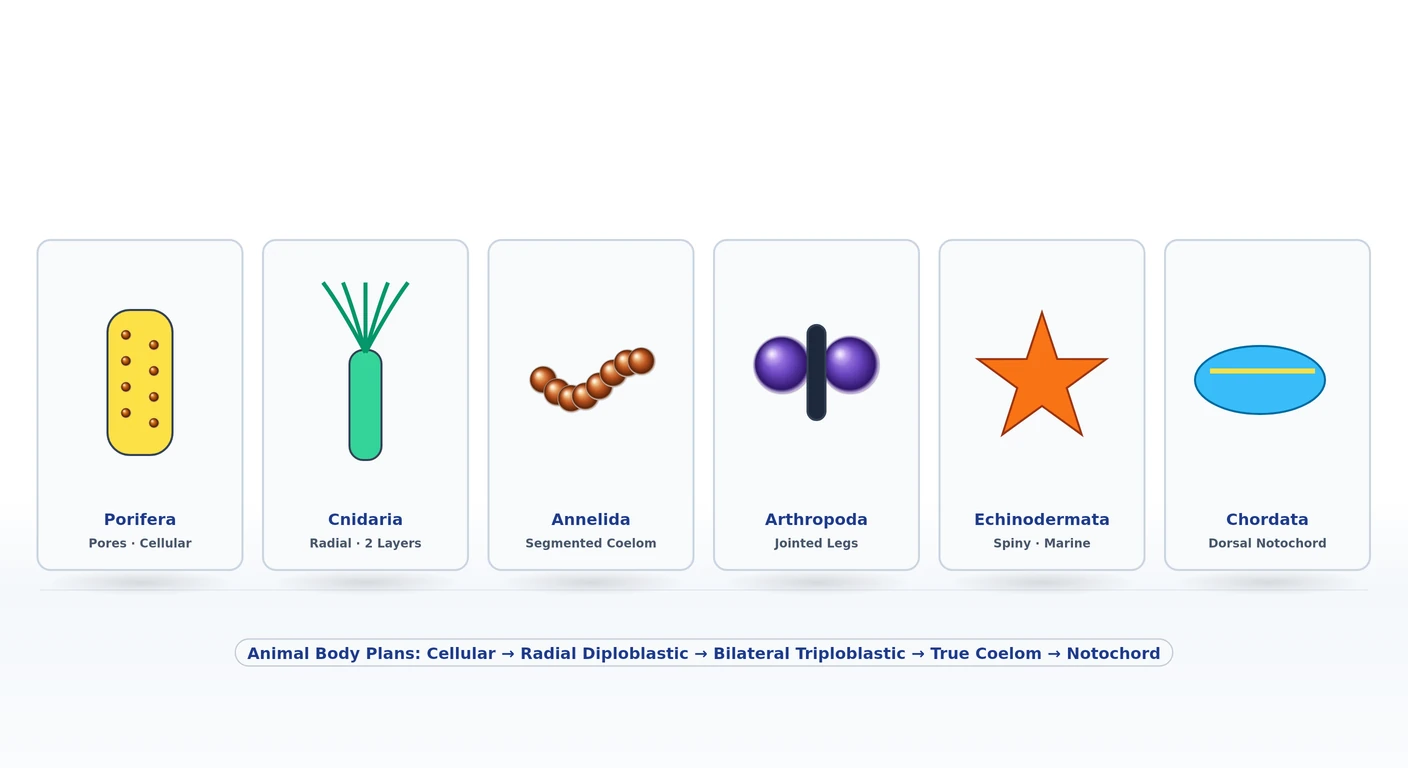 Porifera
Pores · Cellular
Cnidaria
Radial · 2 Layers
Annelida
Segmented Coelom
Arthropoda
Jointed Legs
Echinodermata
Spiny · Marine
Chordata
Dorsal Notochord
Animal Body Plans: Cellular → Radial Diploblastic → Bilateral Triploblastic → True Coelom → Notochord